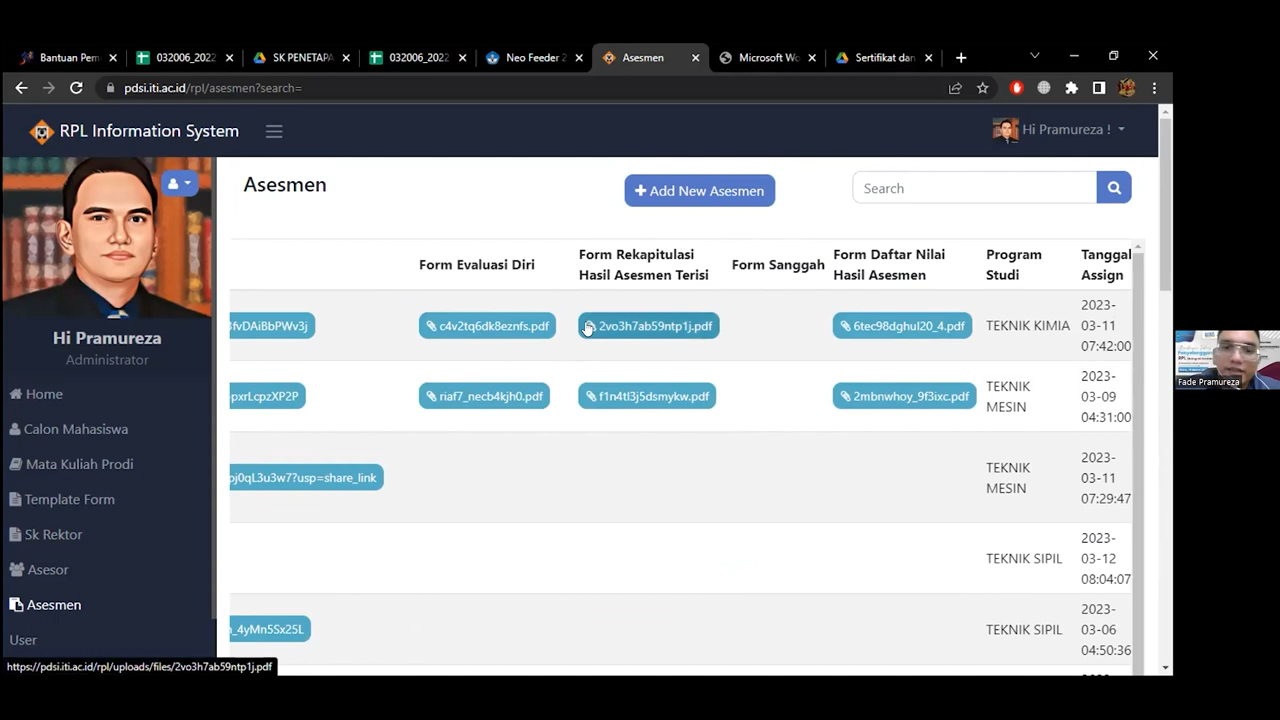 Bantuan Pem
032006_2022
SK PENETAPA
032006_2022
Neo Feeder 2
Asesmen
Microsoft Wo
Sertifikat dan
pdsi.iti.ac.id/rpl/asesmen?search=
RPL Information System
Hi Pramureza !
Asesmen
Add New Asesmen
Search
Form Evaluasi Diri
Form Rekapitulasi
Hasil Asesmen Terisi
Form Sanggah
Form Daftar Nilai
Hasil Asesmen
Program
Studi
Tanggal
Assign
c4v2tq6dk8eznfs.pdf
2vo3h7ab59ntp1j.pdf
6tec98dghul20_4.pdf
TEKNIK KIMIA
2023-
03-11
07:42:00
pxrLcpzXP2P
riaf7_necb4kjh0.pdf
f1n4tl3j5dsmykw.pdf
2mbnwhoy_9f3ixc.pdf
TEKNIK
MESIN
2023-
03-09
04:31:00
pj0qL3u3w7?usp=share_link
TEKNIK
MESIN
2023-
03-11
07:29:47
TEKNIK SIPIL
2023-
03-12
08:04:07
_4yMn5Sx25L
TEKNIK SIPIL
2023-
03-06
04:50:36
Hi Pramureza
Administrator
Home
Calon Mahasiswa
Mata Kuliah Prodi
Template Form
Sk Rektor
Asesor
Asesmen
User
https://pdsi.iti.ac.id/rpl/uploads/files/2vo3h7ab59ntp1j.pdf
Fade Pramureza